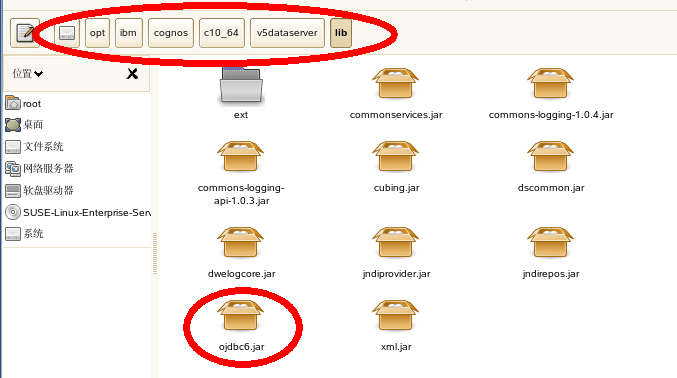 opt ibm cognos c10_64 v5dataserver lib
位置
root
桌面
文件系统
网络服务器
软盘驱动器
SUSE-Linux-Enterprise-Serv
系统
ext commonservices.jar commons-logging-1.0.4.jar
commons-logging-
api-1.0.3.jar cubing.jar dscommon.jar
dwelogcore.jar jndiprovider.jar jndirepos.jar
ojdbc6.jar xml.jar